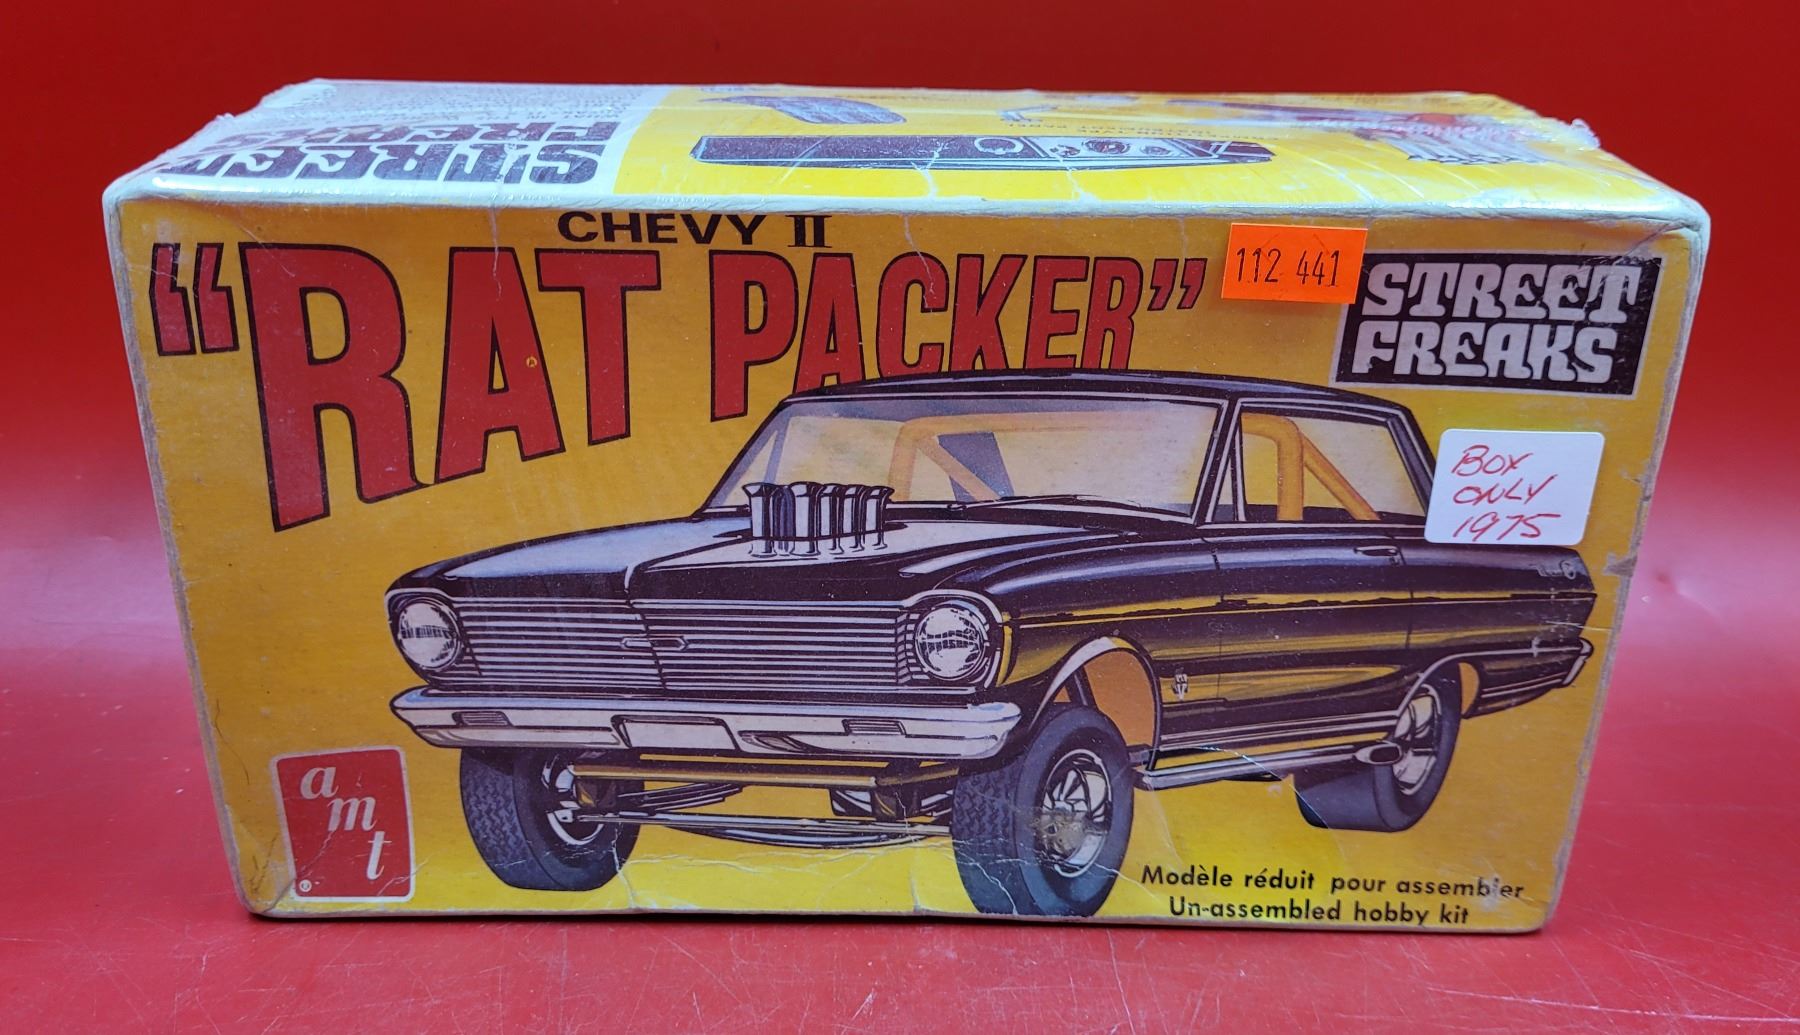 STREET
FREAKS
CHEVY II
"RAT PACKER"
112 441
STREET
FREAKS
BOX
ONLY
1975
amt
Modèle réduit pour assembler
Un-assembled hobby kit